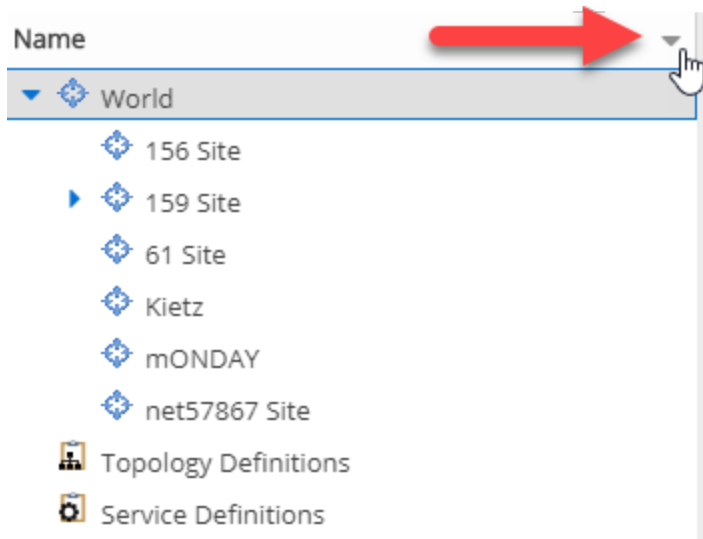 Name
World
156 Site
159 Site
61 Site
Kietz
mONDAY
net57867 Site
Topology Definitions
Service Definitions